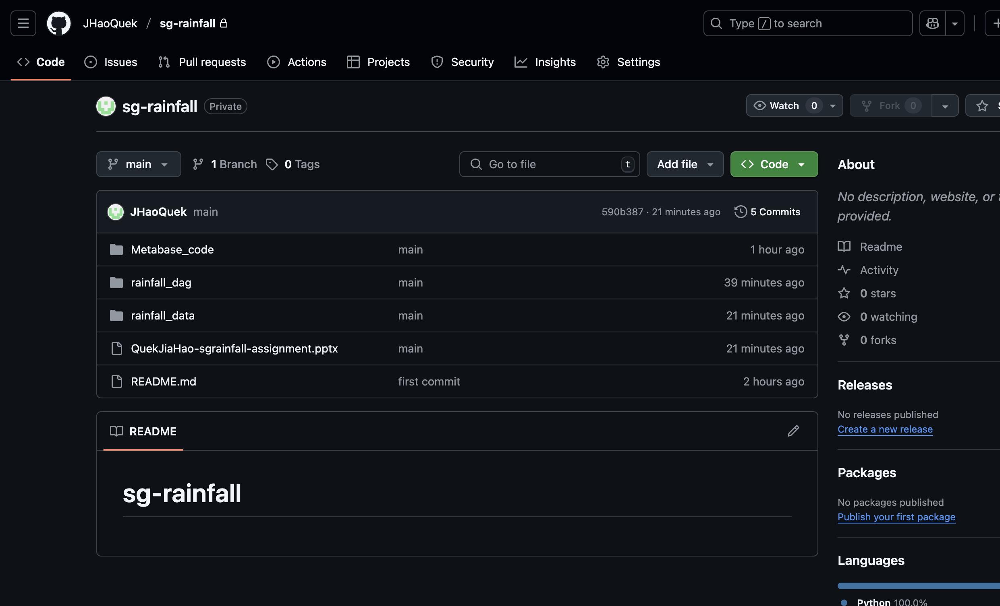 JHaoQuek / sg-rainfall
Type / to search
Code
Issues
Pull requests
Actions
Projects
Security
Insights
Settings
sg-rainfall
Private
Watch 0
Fork 0
main
1 Branch
0 Tags
Go to file
t
Add file
Code
JHaoQuek main
590b387 · 21 minutes ago
5 Commits
Metabase_code main 1 hour ago
rainfall_dag main 39 minutes ago
rainfall_data main 21 minutes ago
QuekJiaHao-sgrainfall-assignment.pptx main 21 minutes ago
README.md first commit 2 hours ago
README
sg-rainfall
About
No description, website, or
provided.
Readme
Activity
0 stars
0 watching
0 forks
Releases
No releases published
Create a new release
Packages
No packages published
Publish your first package
Languages
Python 100.0%